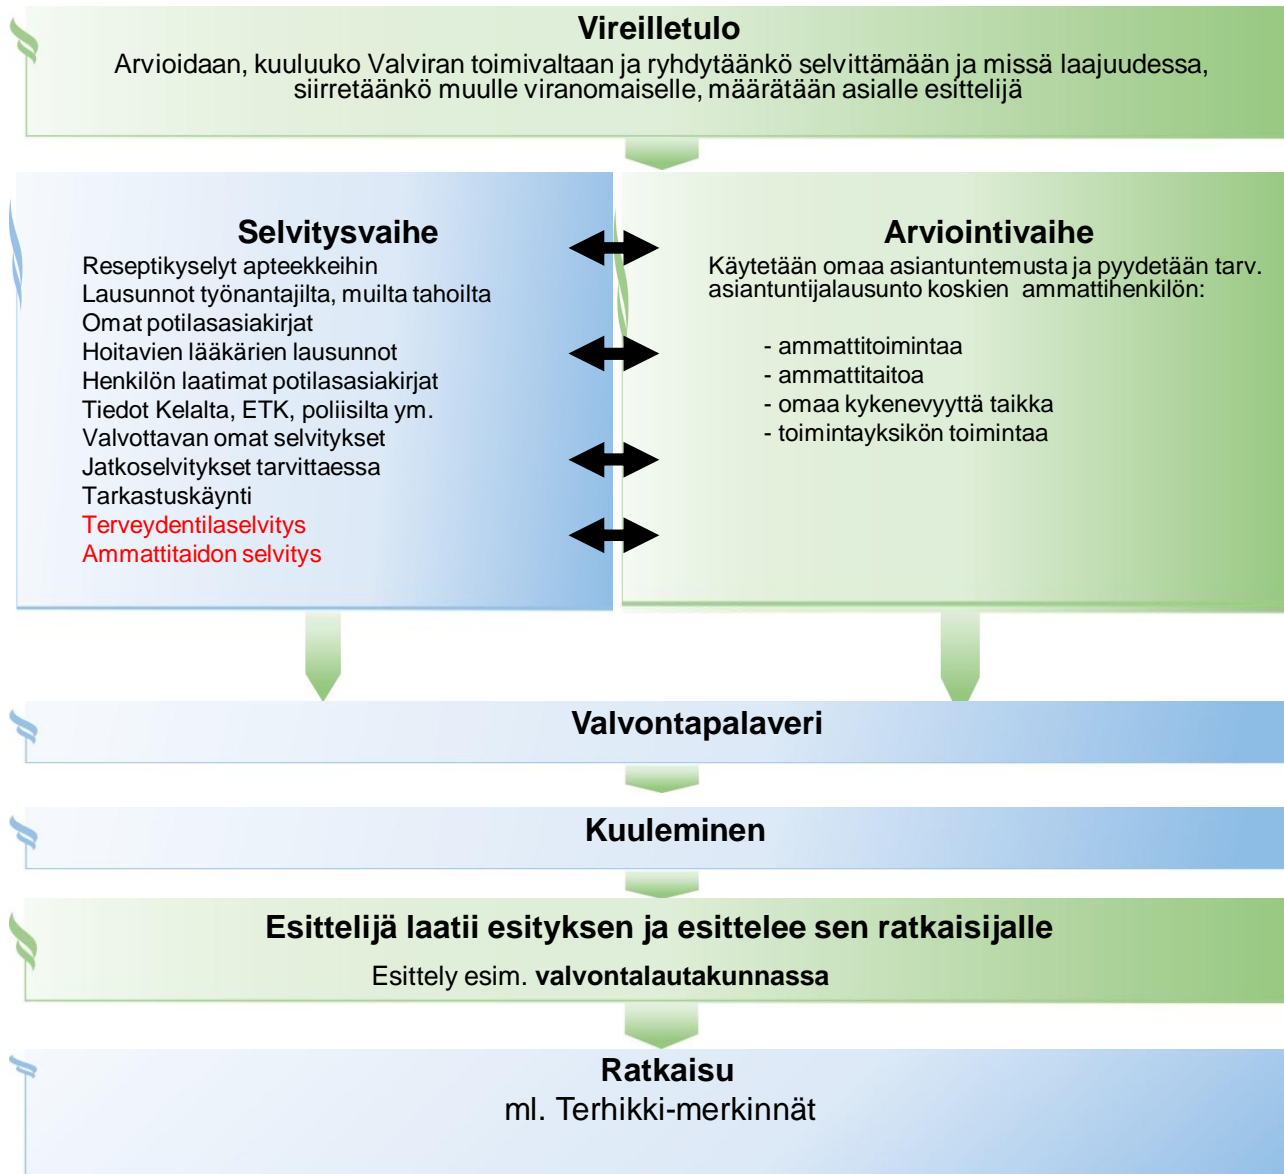 Vireilletulo
Arvioidaan, kuuluuko Valviran toimivaltaan ja ryhdytäänkö selvittämään ja missä laajuudessa,
siirretäänkö muulle viranomaiselle, määrätään asialle esittelijä
Selvitysvaihe
Reseptikyselyt apteekkeihin
Lausunnot työnantajilta, muilta tahoilta
Omat potilasasiakirjat
Hoitavien lääkärien lausunnot
Henkilön laatimat potilasasiakirjat
Tiedot Kelalta, ETK, poliisilta ym.
Valvottavan omat selvitykset
Jatkoselvitykset tarvittaessa
Tarkastuskäynti
Terveydentilaselvitys
Ammattitaidon selvitys
Arviointivaihe
Käytetään omaa asiantuntemusta ja pyydetään tarv.
asiantuntijalausunto koskien ammattihenkilön:
- ammattitoimintaa
- ammattitaitoa
- omaa kykenevyyttä taikka
- toimintayksikön toimintaa
Valvontapalaveri
Kuuleminen
Esittelijä laatii esityksen ja esittelee sen ratkaisijalle
Esittely esim. valvontalautakunnassa
Ratkaisu
ml. Terhikki-merkinnät